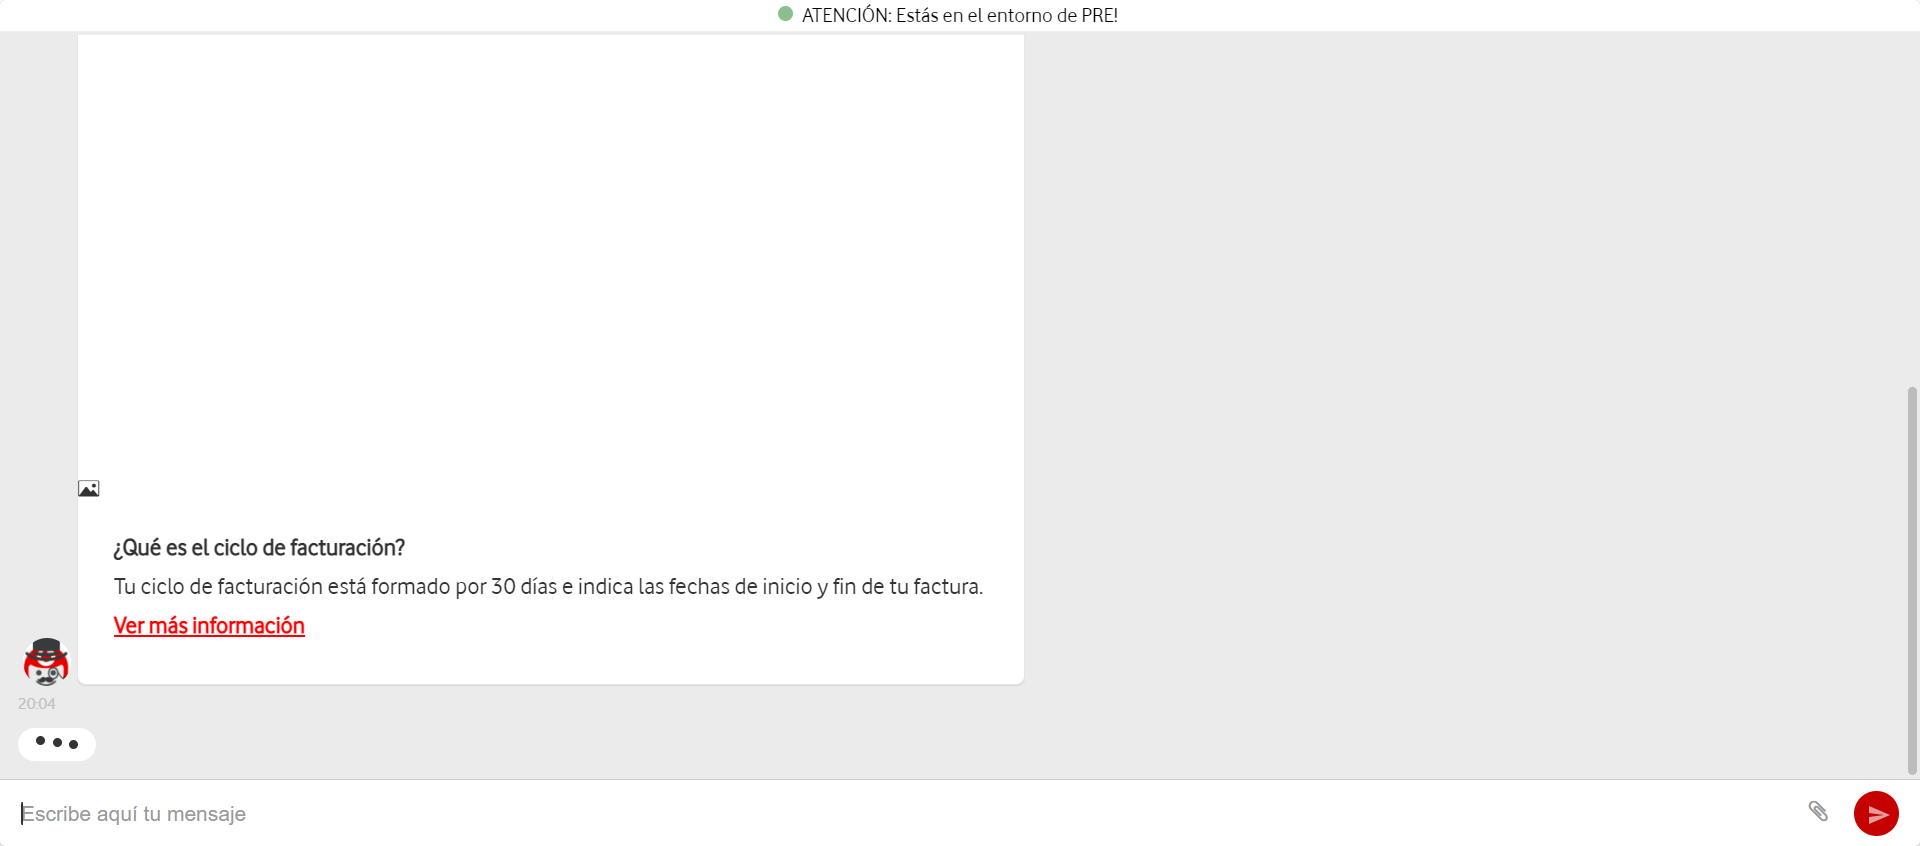 ATENCIÓN: Estás en el entorno de PRE!
¿Qué es el ciclo de facturación?
Tu ciclo de facturación está formado por 30 días e indica las fechas de inicio y fin de tu factura.
Ver más información
20:04
Escribe aquí tu mensaje